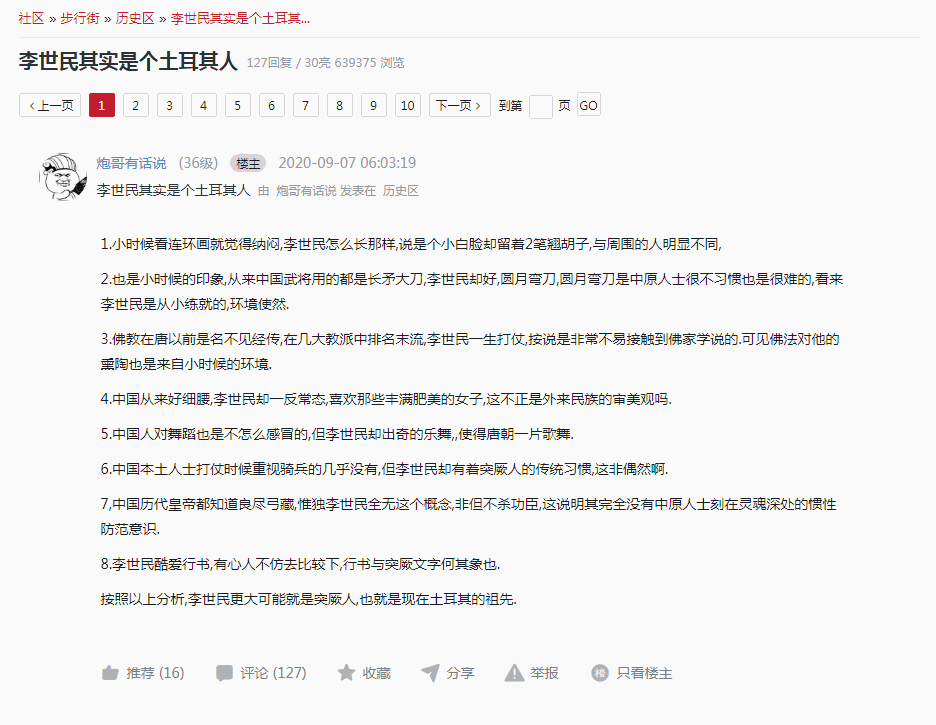 社区 » 步行街 » 历史区 » 李世民其实是个土耳其...
李世民其实是个土耳其人 127回复 / 30亮 639375 浏览
‹ 上一页 1 2 3 4 5 6 7 8 9 10 下一页 › 到第 页 GO
炮哥有话说 (36级) 楼主 2020-09-07 06:03:19
李世民其实是个土耳其人 由 炮哥有话说 发表在 历史区
1.小时候看连环画就觉得纳闷,李世民怎么长那样,说是个小白脸却留着2笔翘胡子,与周围的人明显不同,
2.也是小时候的印象,从来中国武将用的都是长矛大刀,李世民却好,圆月弯刀,圆月弯刀是中原人士很不习惯也是很难的,看来
李世民是从小练就的,环境使然.
3.佛教在唐以前是名不见经传,在几大教派中排名末流,李世民一生打仗,按说是非常不易接触到佛家学说的.可见佛法对他的
熏陶也是来自小时候的环境.
4.中国从来好细腰,李世民却一反常态,喜欢那些丰满肥美的女子,这不正是外来民族的审美观吗.
5.中国人对舞蹈也是不怎么感冒的,但李世民却出奇的乐舞,,使得唐朝一片歌舞.
6.中国本土人士打仗时候重视骑兵的几乎没有,但李世民却有着突厥人的传统习惯,这非偶然啊.
7,中国历代皇帝都知道良尽弓藏,惟独李世民全无这个概念,非但不杀功臣,这说明其完全没有中原人士刻在灵魂深处的惯性
防范意识.
8.李世民酷爱行书,有心人不仿去比较下,行书与突厥文字何其象也.
按照以上分析,李世民更大可能就是突厥人,也就是现在土耳其的祖先.
推荐 (16) 评论 (127) 收藏 分享 举报 楼 只看楼主